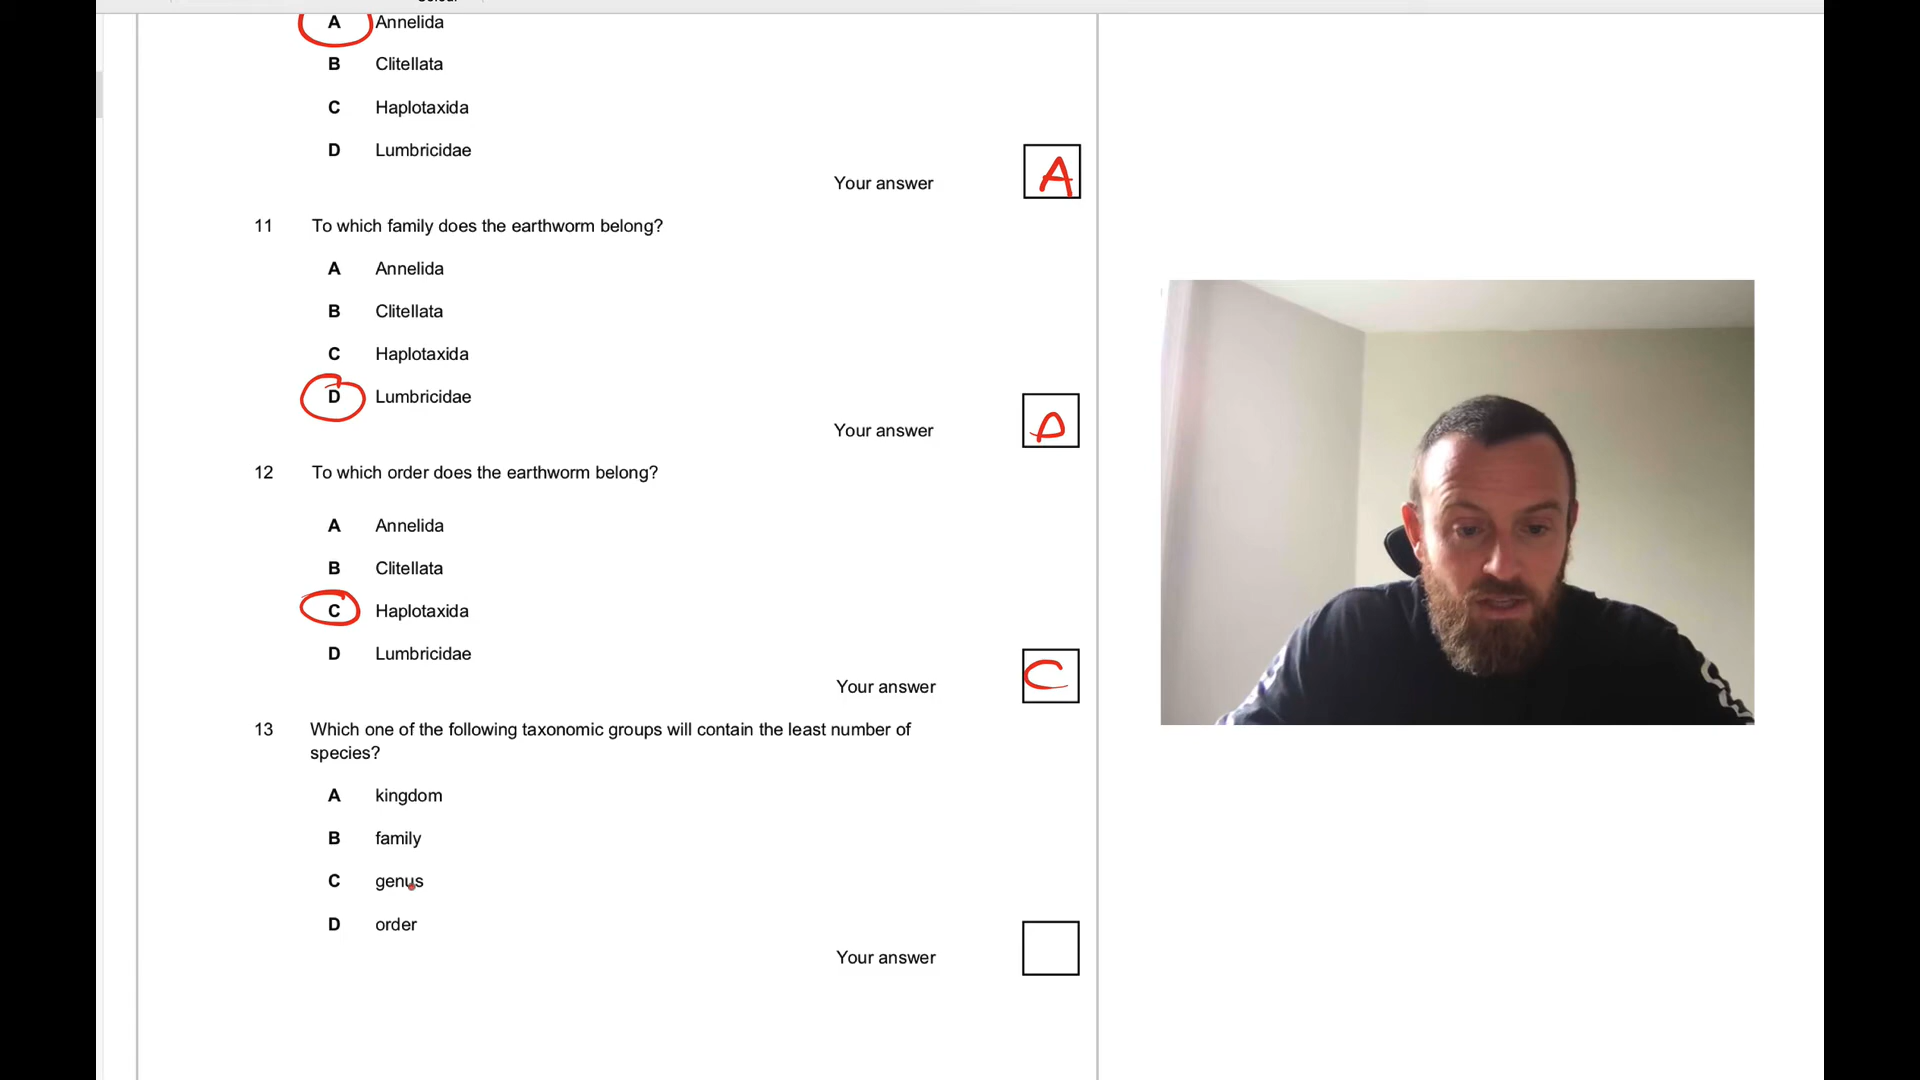 A Annelida
B Clitellata
C Haplotaxida
D Lumbricidae
Your answer A
11 To which family does the earthworm belong?
A Annelida
B Clitellata
C Haplotaxida
D Lumbricidae
Your answer D
12 To which order does the earthworm belong?
A Annelida
B Clitellata
C Haplotaxida
D Lumbricidae
Your answer C
13 Which one of the following taxonomic groups will contain the least number of
species?
A kingdom
B family
C genus
D order
Your answer